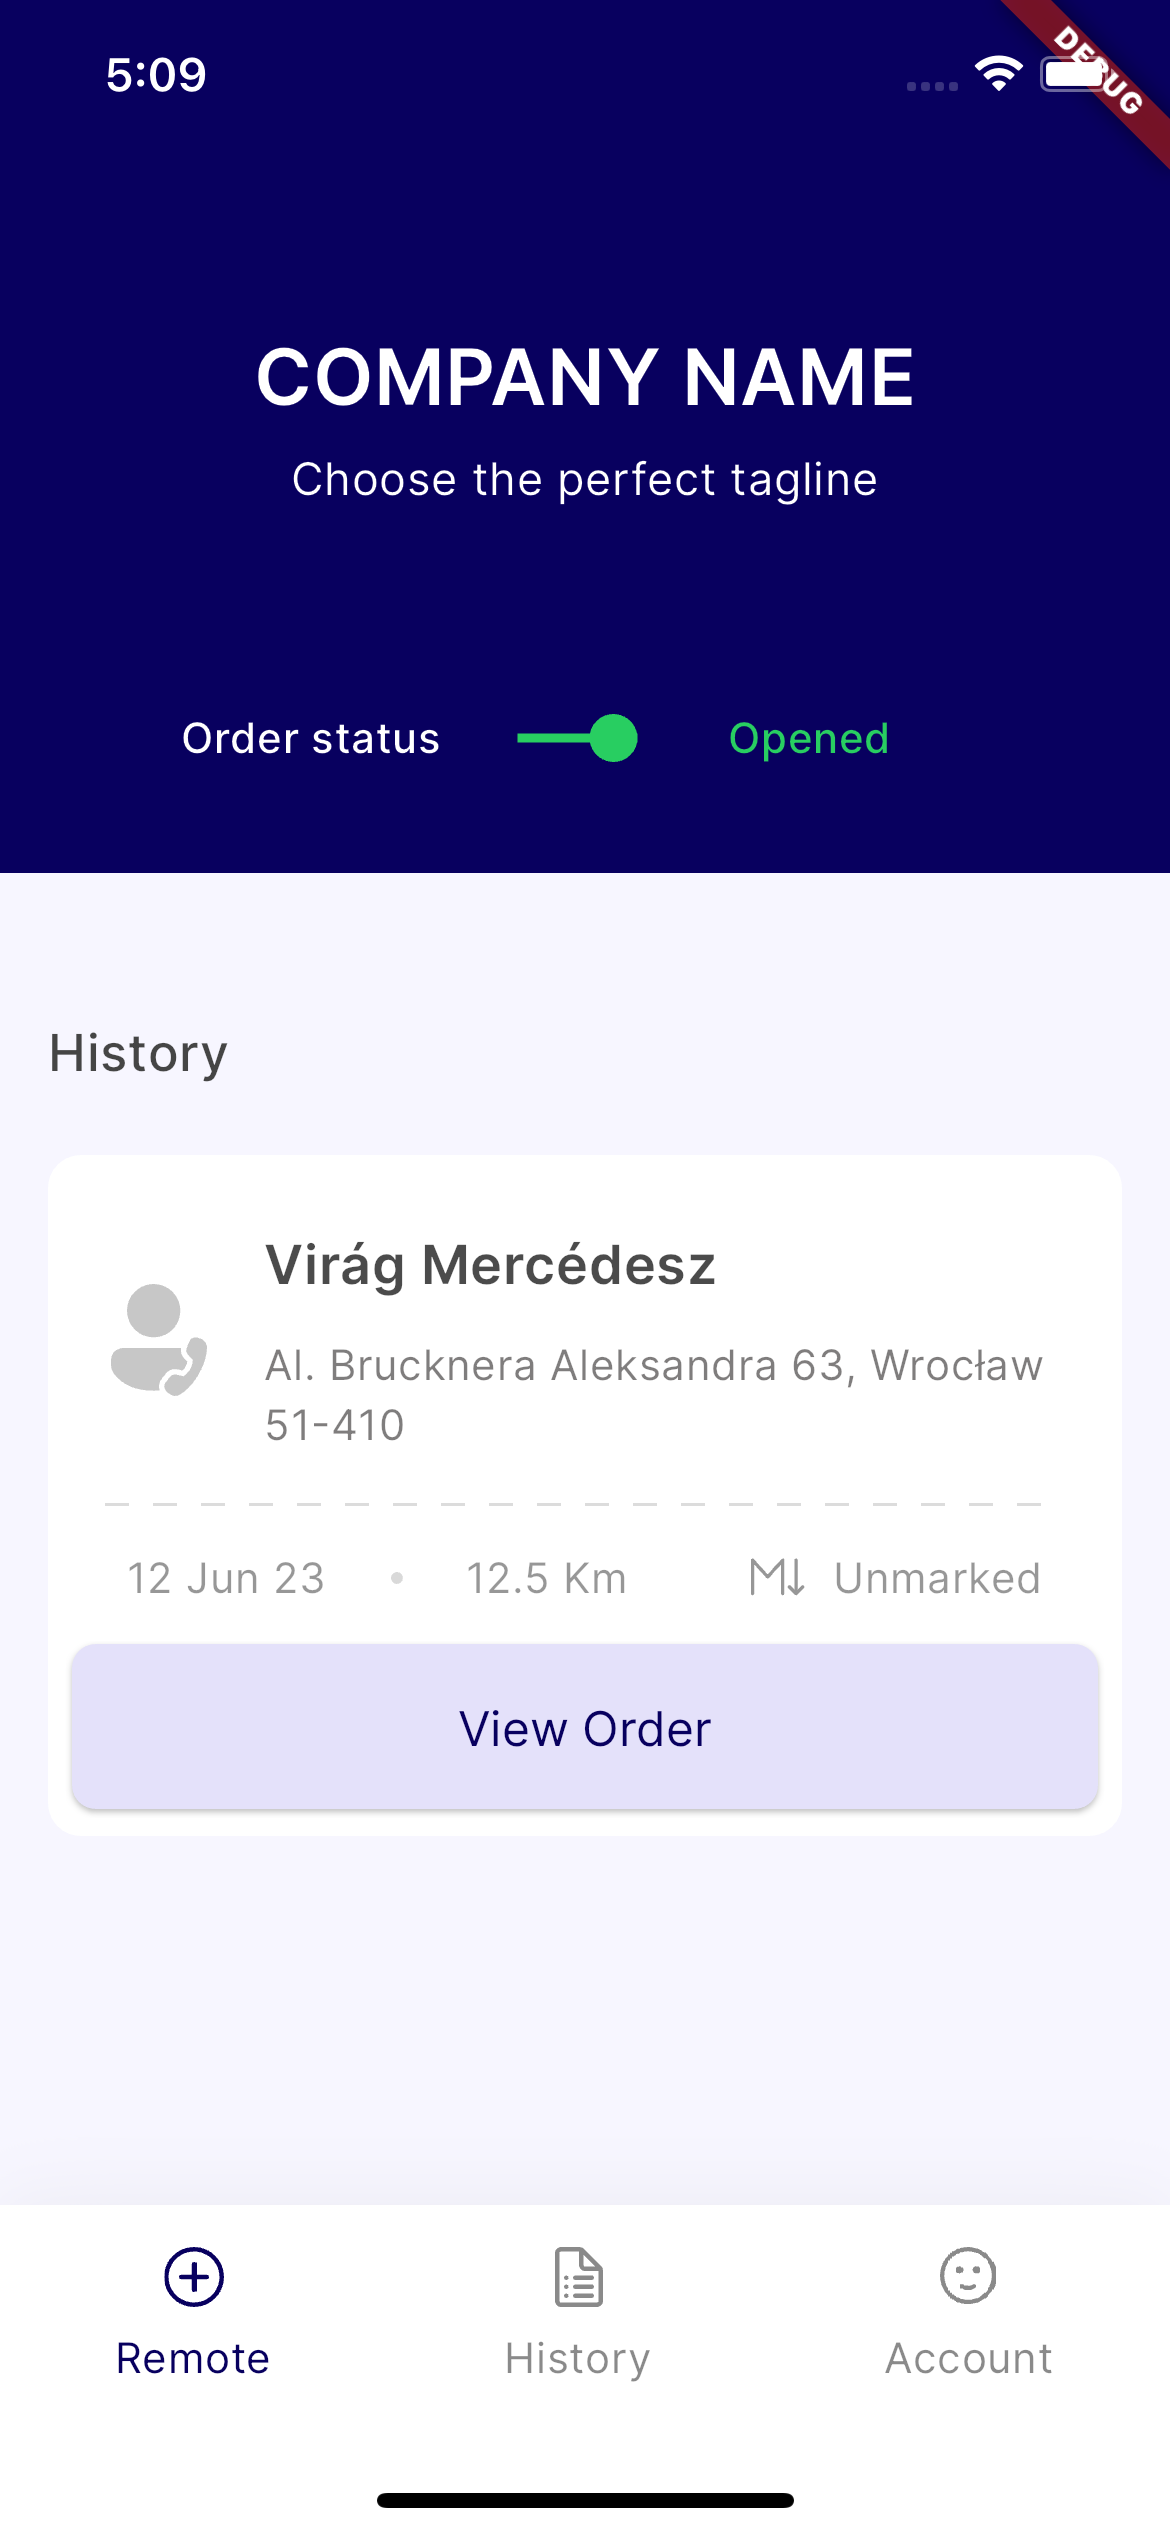 5:09
DEBUG
COMPANY NAME
Choose the perfect tagline
Order status Opened
History
Virág Mercédesz
Al. Brucknera Aleksandra 63, Wrocław
51-410
12 Jun 23 • 12.5 Km Unmarked
View Order
Remote History Account